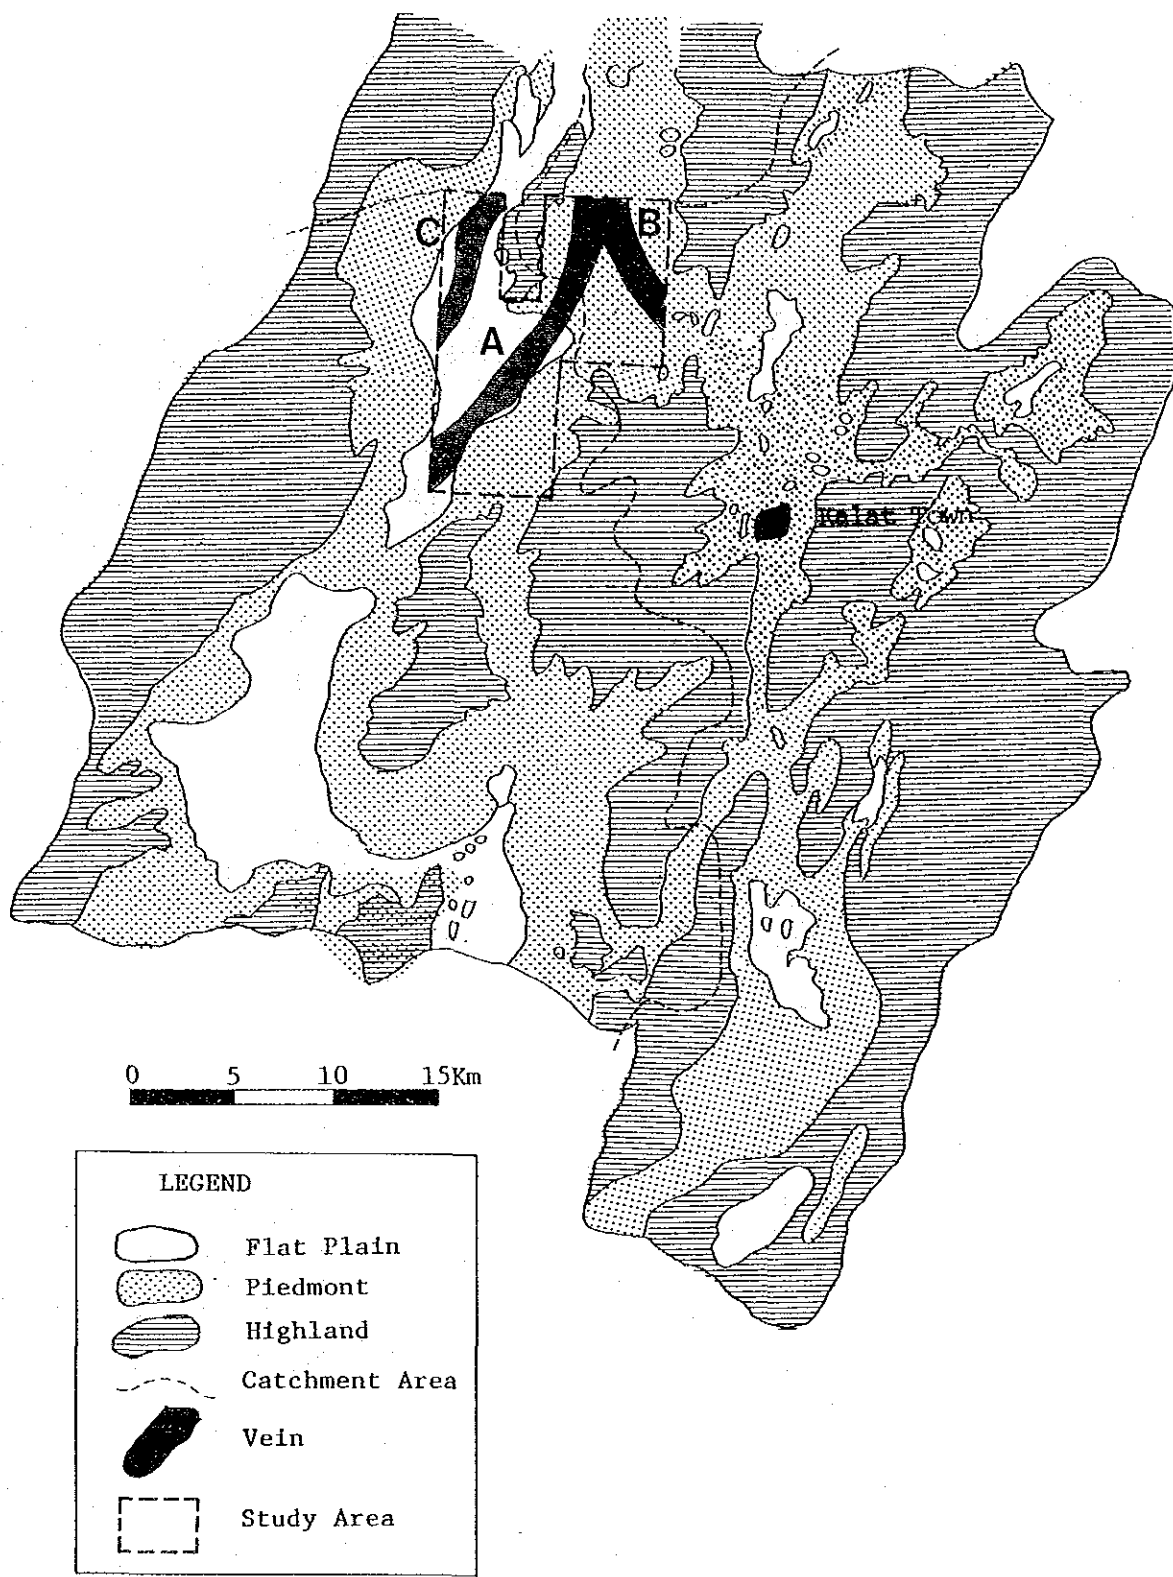 C
B
A
Kalat Town
0 5 10 15Km
LEGEND
Flat Plain
Piedmont
Highland
Catchment Area
Vein
Study Area